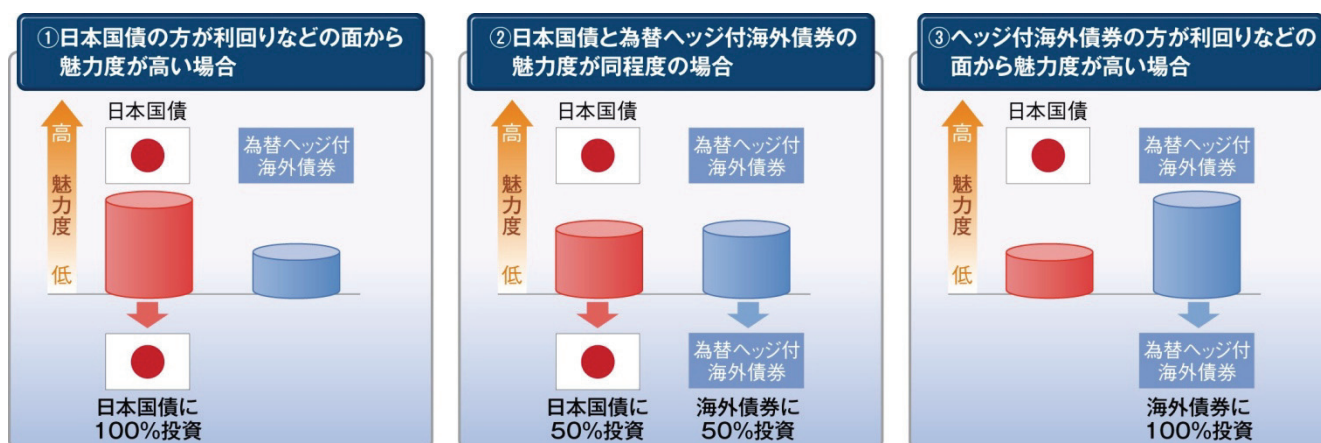 ①日本国債の方が利回りなどの面から
魅力度が高い場合
高
魅力度
低
日本国債
為替ヘッジ付
海外債券
日本国債に
100%投資
②日本国債と為替ヘッジ付海外債券の
魅力度が同程度の場合
高
魅力度
低
日本国債
為替ヘッジ付
海外債券
為替ヘッジ付
海外債券
日本国債に
50%投資
海外債券に
50%投資
③ヘッジ付海外債券の方が利回りなどの
面から魅力度が高い場合
高
魅力度
低
日本国債
為替ヘッジ付
海外債券
為替ヘッジ付
海外債券
海外債券に
100%投資